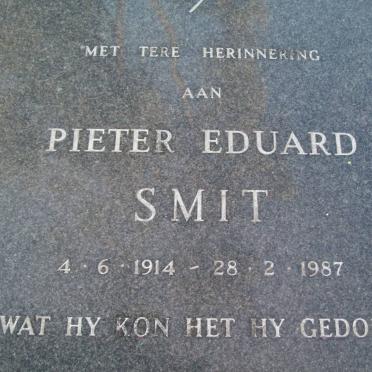 MET TERE HERINNERING
AAN
PIETER EDUARD
SMIT
4 · 6 · 1914 - 28 · 2 · 1987
WAT HY KON HET HY